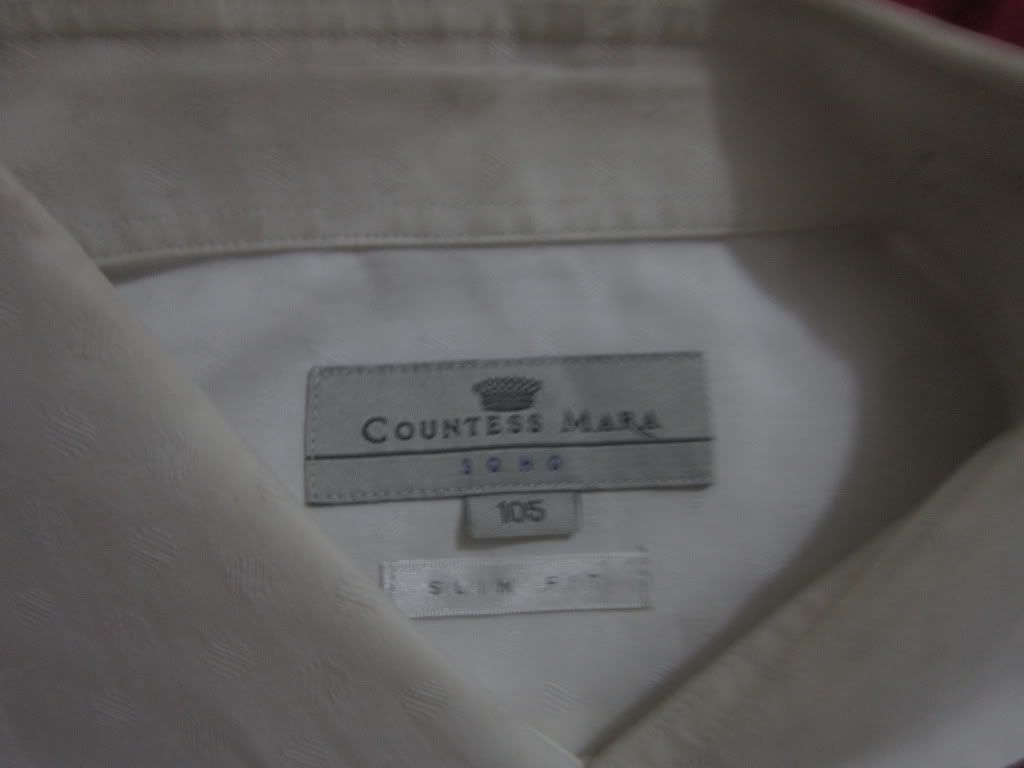 COUNTESS MARA
SOHO
105
SLIM FIT